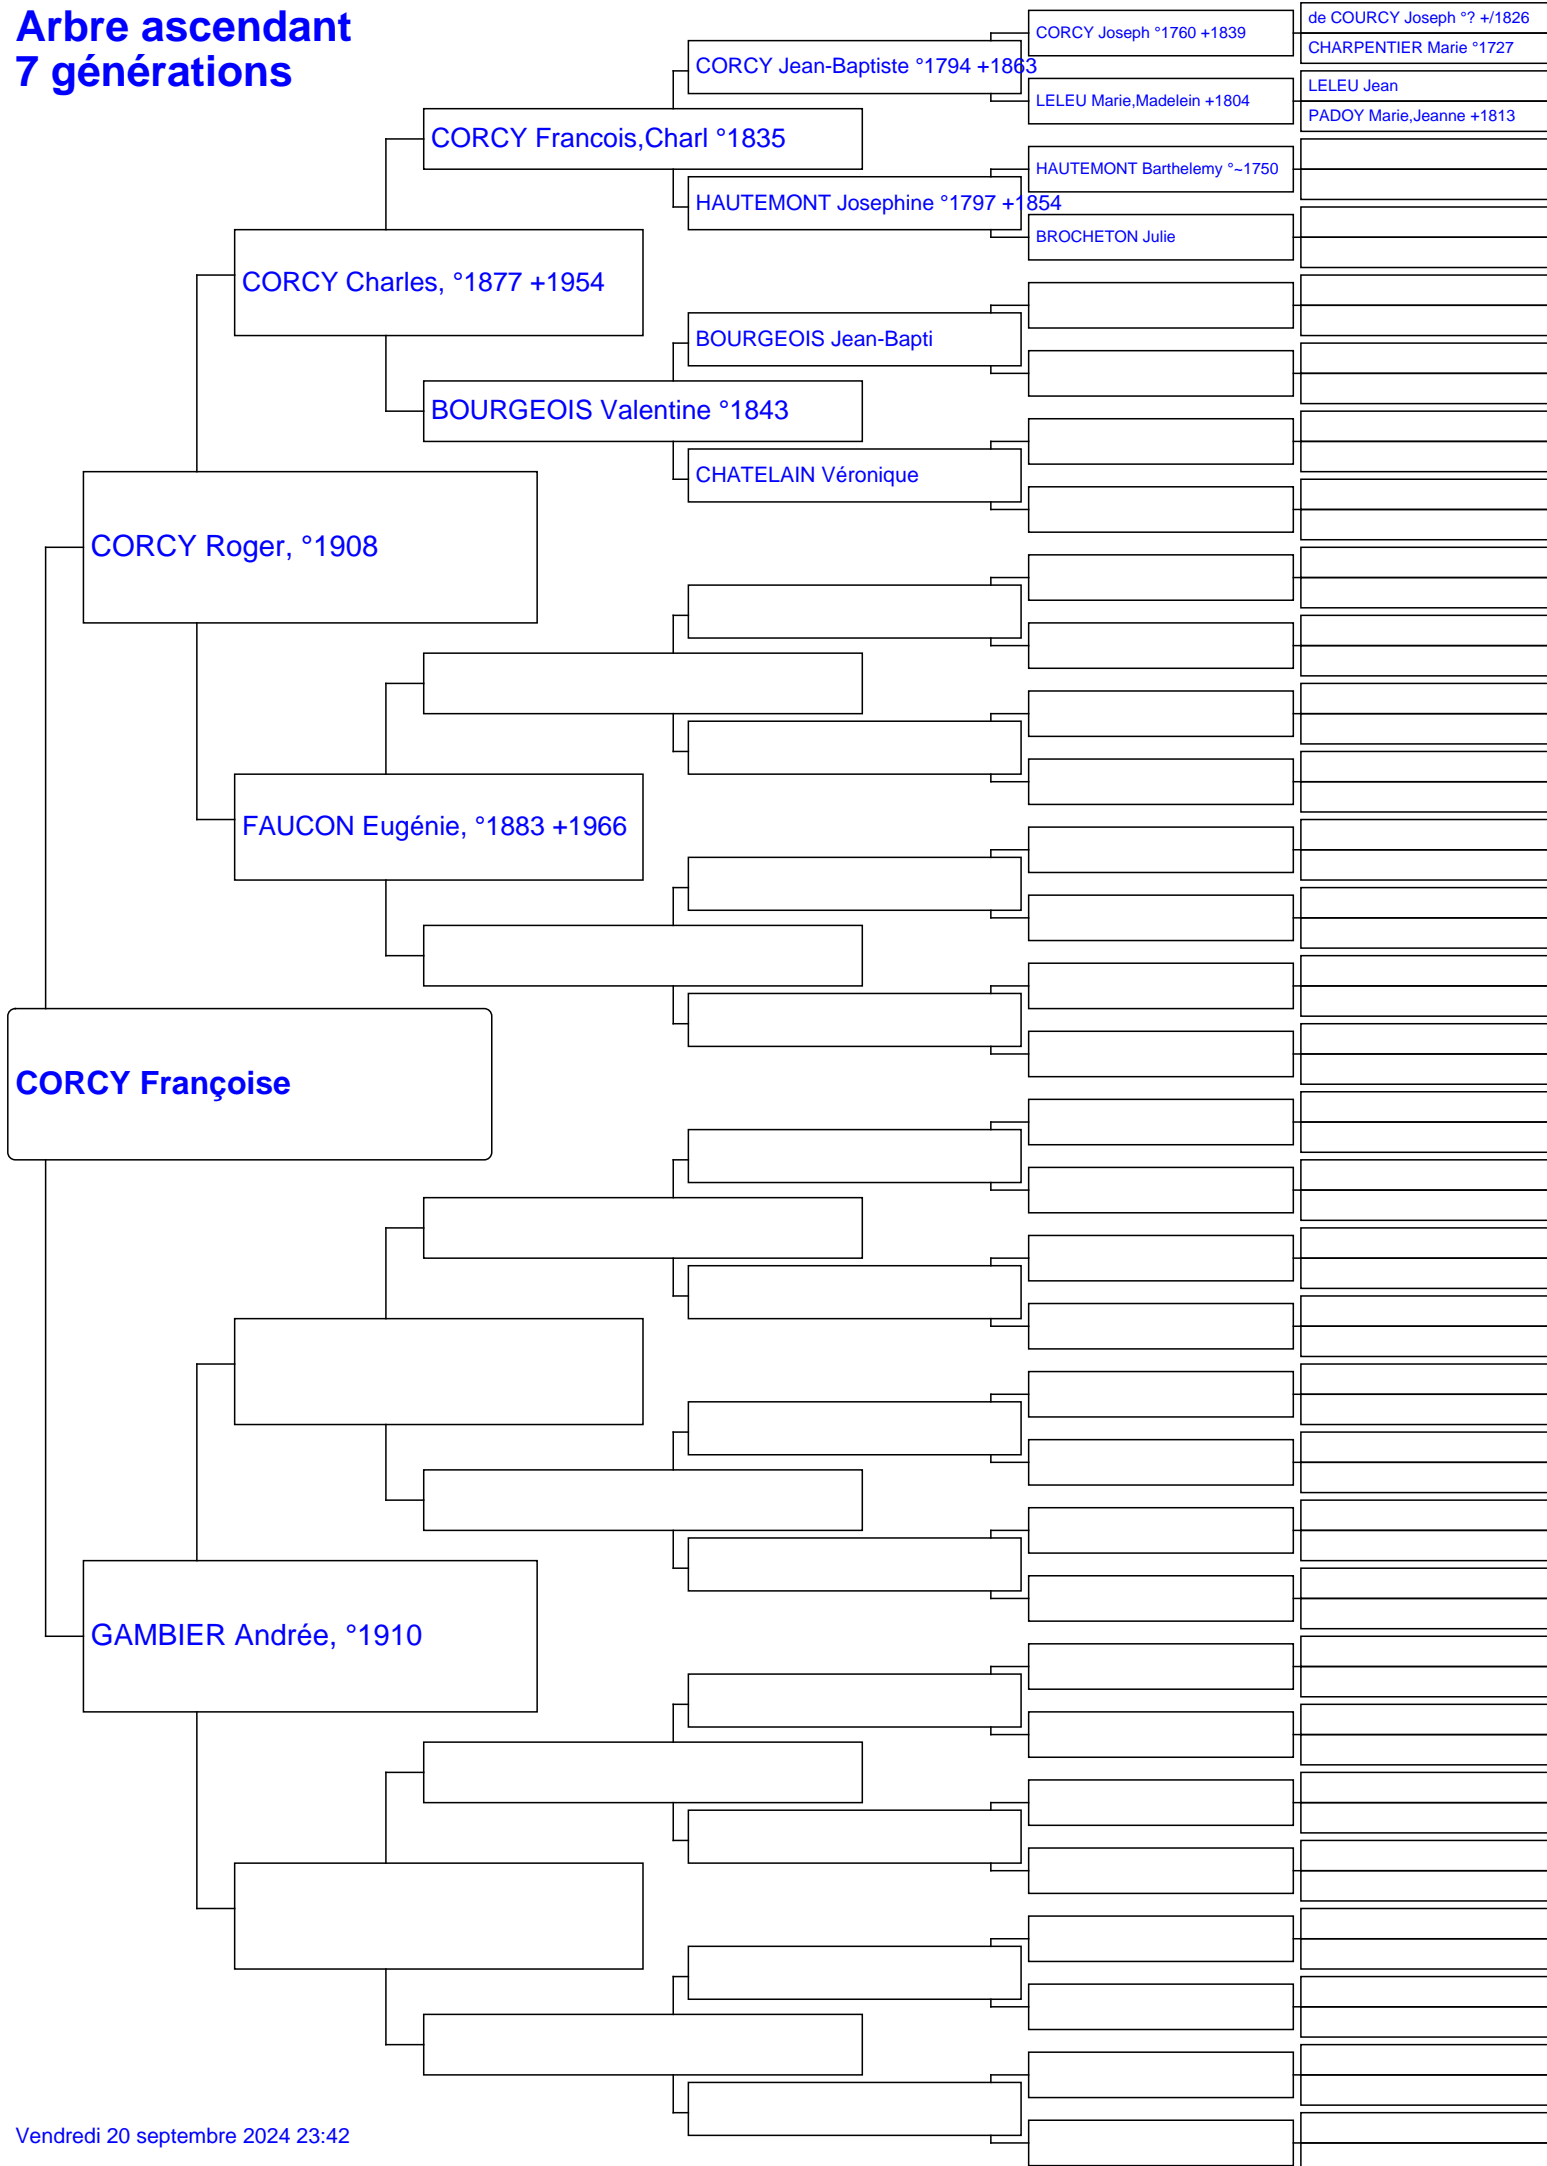 Arbre ascendant
7 générations
CORCY Françoise
CORCY Roger, °1908
GAMBIER Andrée, °1910
CORCY Charles, °1877 +1954
FAUCON Eugénie, °1883 +1966
CORCY Francois,Charl °1835
BOURGEOIS Valentine °1843
CORCY Jean-Baptiste °1794 +1863
HAUTEMONT Josephine °1797 +1854
BOURGEOIS Jean-Bapti
CHATELAIN Véronique
CORCY Joseph °1760 +1839
LELEU Marie,Madelein +1804
HAUTEMONT Barthelemy °~1750
BROCHETON Julie
de COURCY Joseph °? +/1826
CHARPENTIER Marie °1727
LELEU Jean
PADOY Marie,Jeanne +1813
Vendredi 20 septembre 2024 23:42